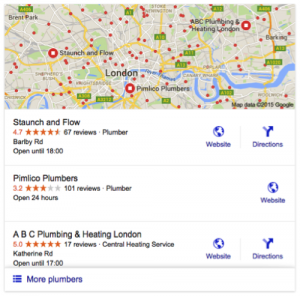 Brent Park
ABC Plumbing &
Heating London
Barking
Staunch and Flow
London
Pimlico Plumbers
Map data ©2015 Google
Staunch and Flow
4.7 ★★★★★ 67 reviews · Plumber
Barlby Rd
Open until 18:00
Website
Directions
Pimlico Plumbers
3.2 ★★★★★ 101 reviews · Plumber
Open 24 hours
Website
A B C Plumbing & Heating London
5.0 ★★★★★ 17 reviews · Central Heating Service
Katherine Rd
Open until 17:00
Website
Directions
More plumbers